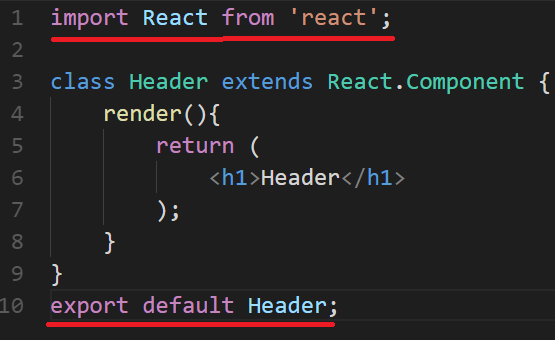 1 import React from 'react';
2
3 class Header extends React.Component {
4 render(){
5 return (
6 <h1>Header</h1>
7 );
8 }
9 }
10 export default Header;